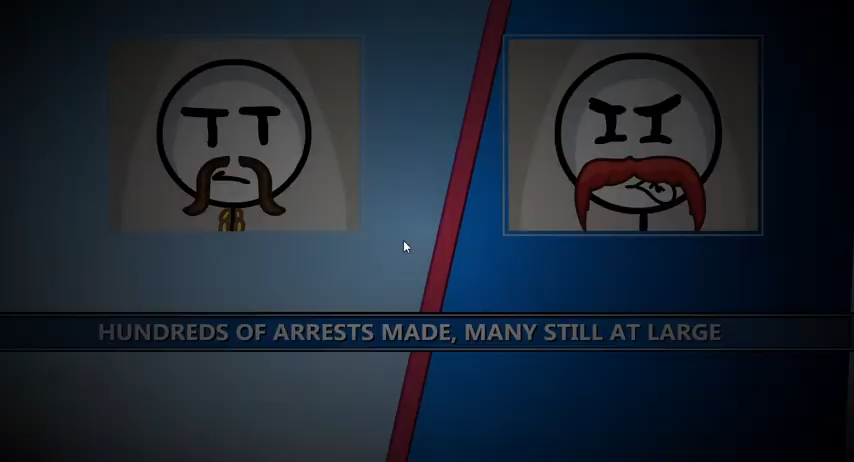 HUNDREDS OF ARRESTS MADE, MANY STILL AT LARGE